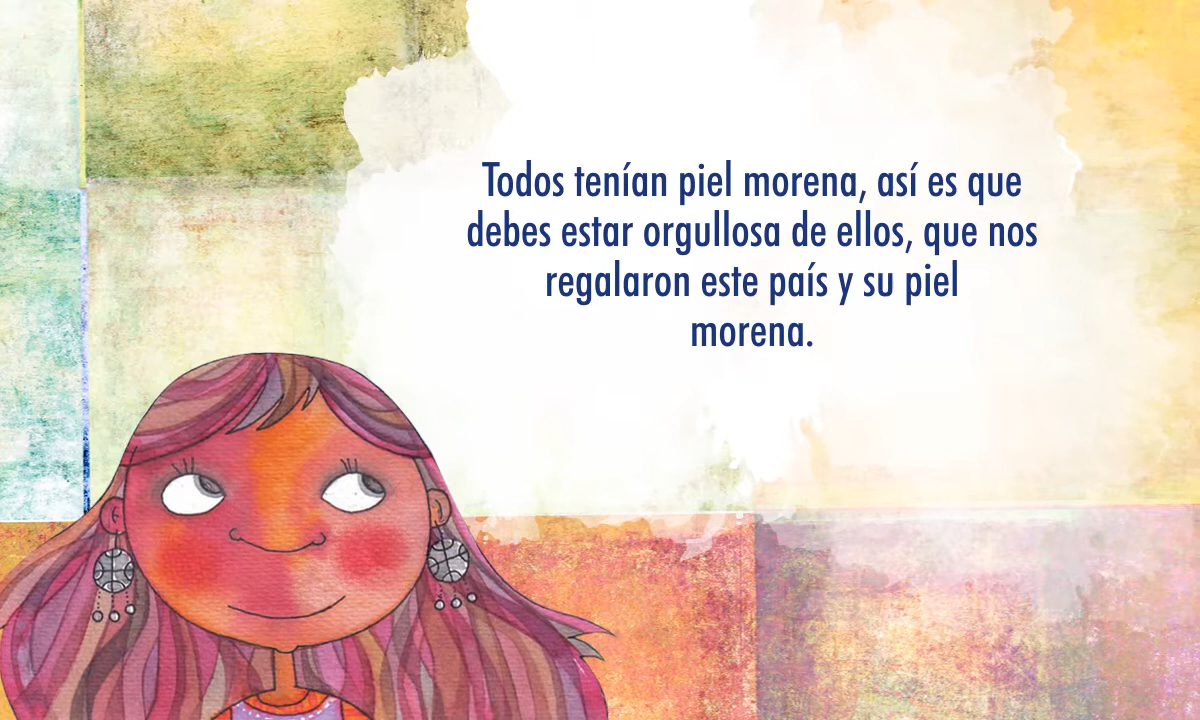 Todos tenían piel morena, así es que
debes estar orgullosa de ellos, que nos
regalaron este país y su piel
morena.